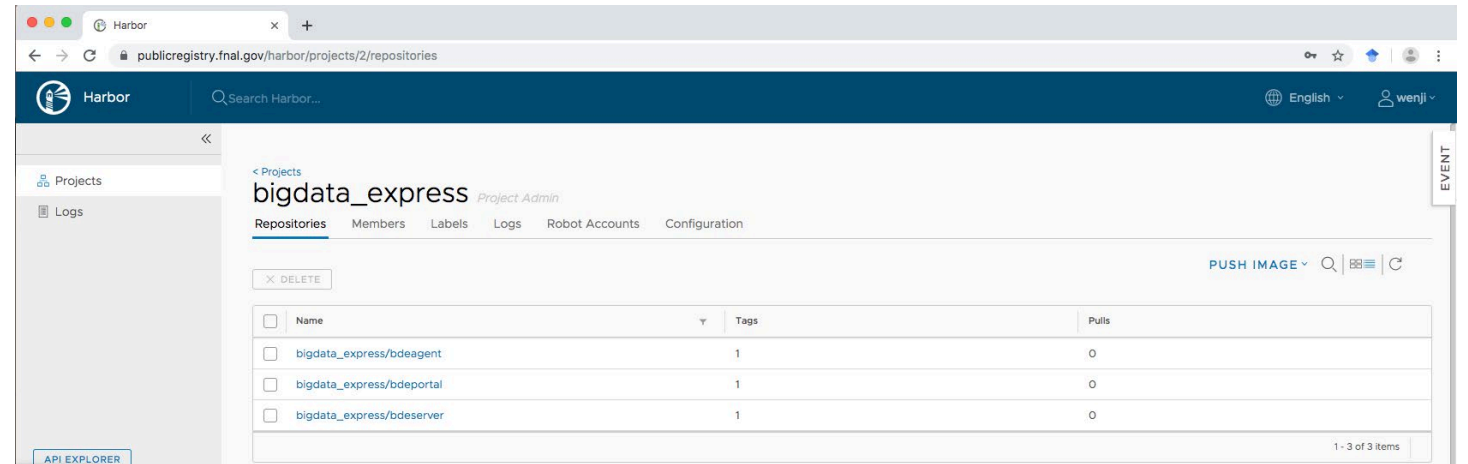 Harbor
publicregistry.fnal.gov/harbor/projects/2/repositories
Harbor
Search Harbor...
English
wenji
Projects
Logs
EVENT
< Projects
bigdata_express Project Admin
Repositories Members Labels Logs Robot Accounts Configuration
PUSH IMAGE
DELETE
Name Tags Pulls
bigdata_express/bdeagent 1 0
bigdata_express/bdeportal 1 0
bigdata_express/bdeserver 1 0
1 - 3 of 3 items
API EXPLORER